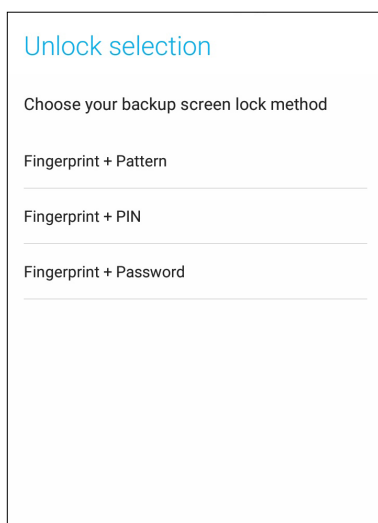 Unlock selection
Choose your backup screen lock method
Fingerprint + Pattern
Fingerprint + PIN
Fingerprint + Password